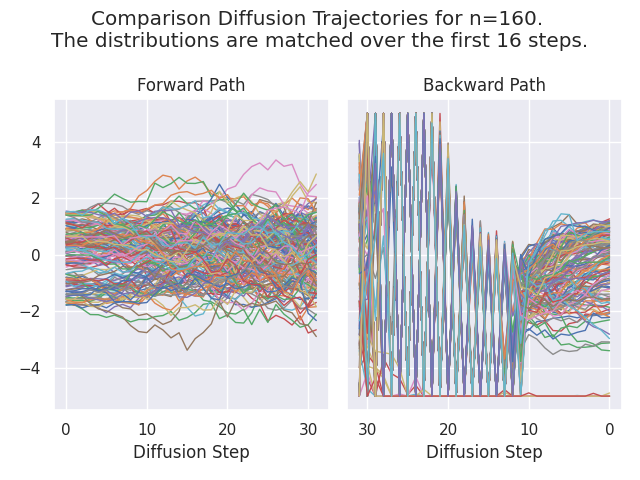 Comparison Diffusion Trajectories for n=160.
The distributions are matched over the first 16 steps.
Forward Path
Backward Path
4
2
0
−2
−4
0 10 20 30
30 20 10 0
Diffusion Step
Diffusion Step